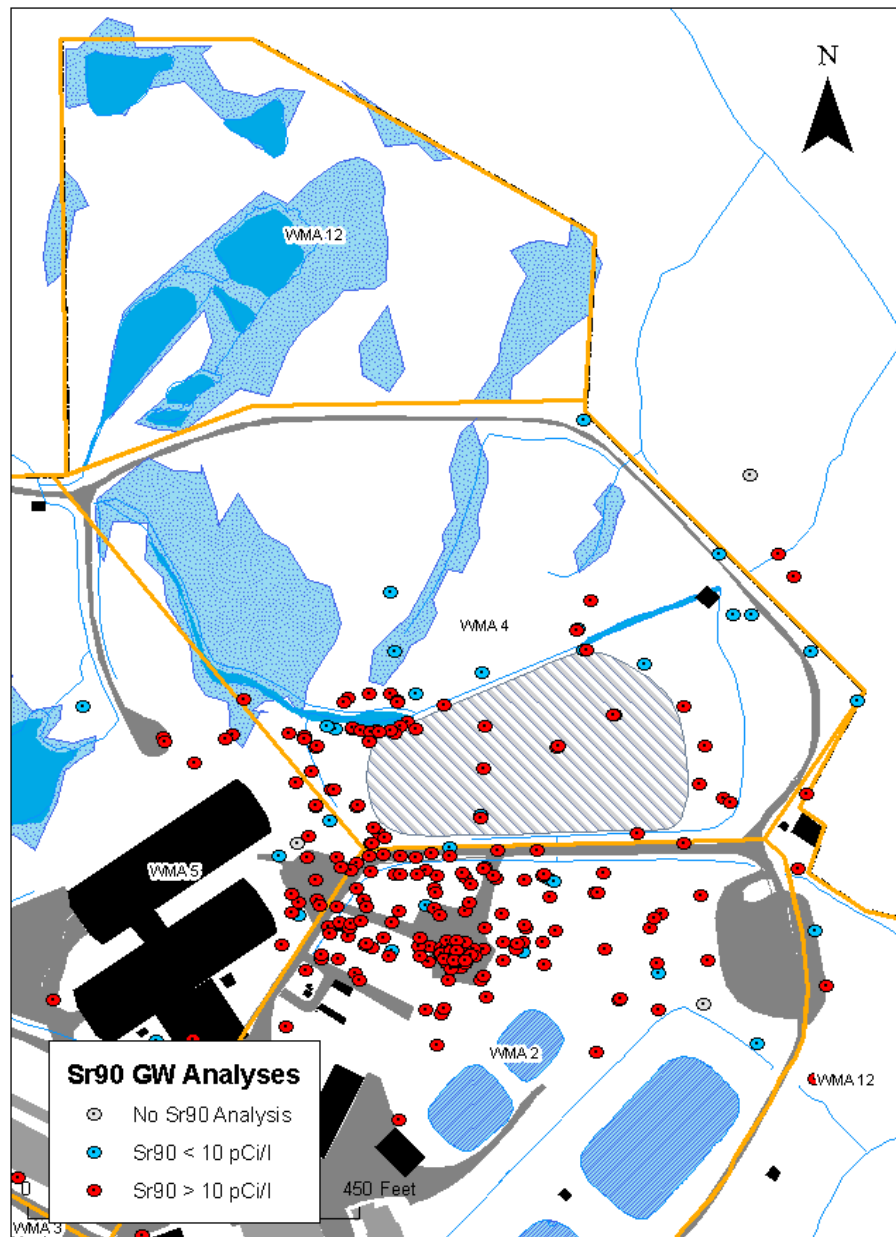 N
WMA 12
WMA 4
WMA 5
WMA 2
WMA 12
Sr90 GW Analyses
No Sr90 Analysis
Sr90 < 10 pCi/l
Sr90 > 10 pCi/l
0 450 Feet
WMA 3